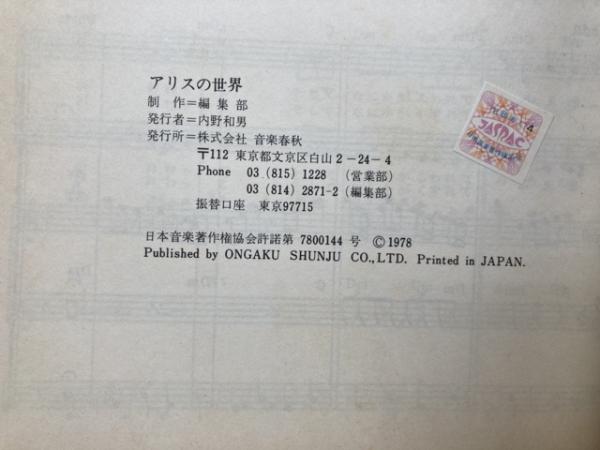 アリスの世界
制 作＝編 集 部
発行者＝内野和男
発行所＝株式会社 音楽春秋
〒112 東京都文京区白山 2－24－4
Phone 03 (815) 1228 (営業部)
03 (814) 2871-2 (編集部)
振替口座 東京97715
日本音楽著作権協会許諾第 7800144 号 ©1978
Published by ONGAKU SHUNJU CO.,LTD. Printed in JAPAN.
JASRAC